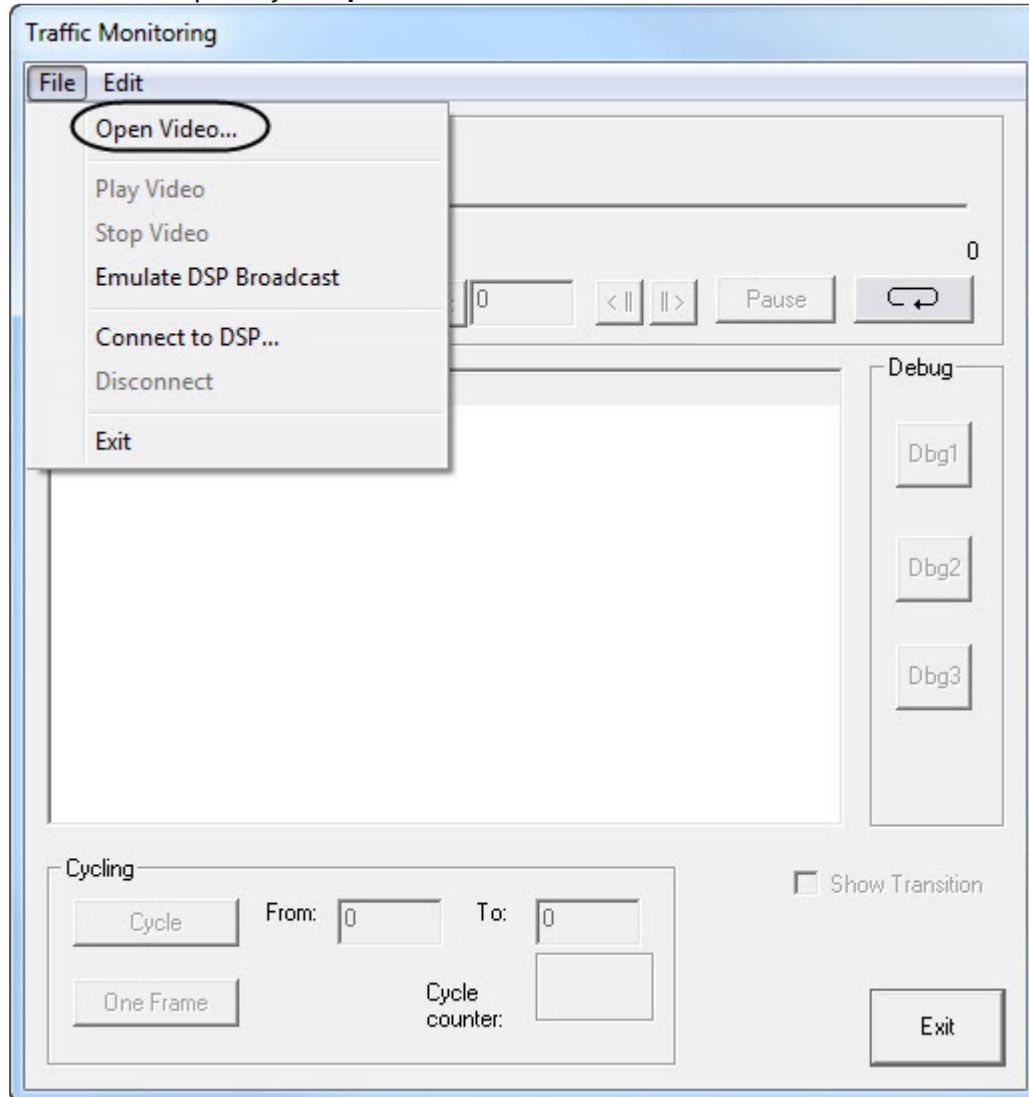 Traffic Monitoring
File Edit
Open Video...
Play Video
Stop Video
Emulate DSP Broadcast
Connect to DSP...
Disconnect
Exit
0
0 < || || > Pause
Debug
Dbg1
Dbg2
Dbg3
Cycling
Cycle From: 0 To: 0
Show Transition
One Frame Cycle counter:
Exit